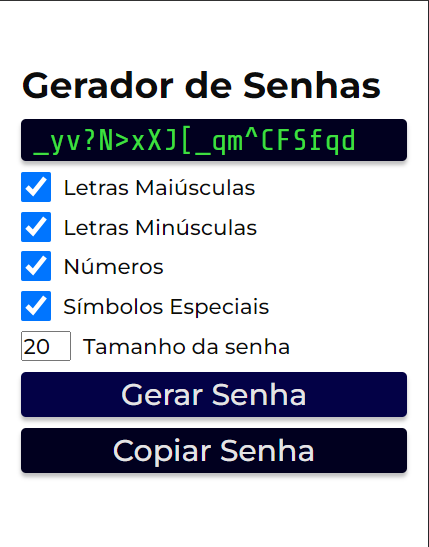 Gerador de Senhas
_yv?N>xXJ[_qm^CFSfqd
Letras Maiúsculas
Letras Minúsculas
Números
Símbolos Especiais
20 Tamanho da senha
Gerar Senha
Copiar Senha